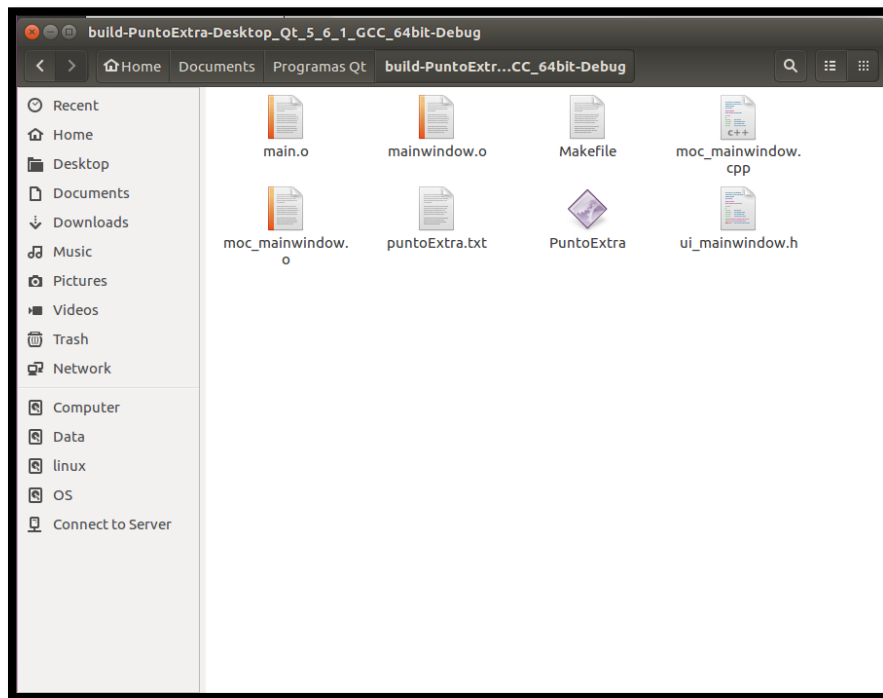 build-PuntoExtra-Desktop_Qt_5_6_1_GCC_64bit-Debug
Home Documents Programas Qt build-PuntoExtr...CC_64bit-Debug
Recent
Home
Desktop
Documents
Downloads
Music
Pictures
Videos
Trash
Network
Computer
Data
linux
OS
Connect to Server
main.o
mainwindow.o
Makefile
c++
moc_mainwindow.
cpp
moc_mainwindow.
o
puntoExtra.txt
PuntoExtra
ui_mainwindow.h